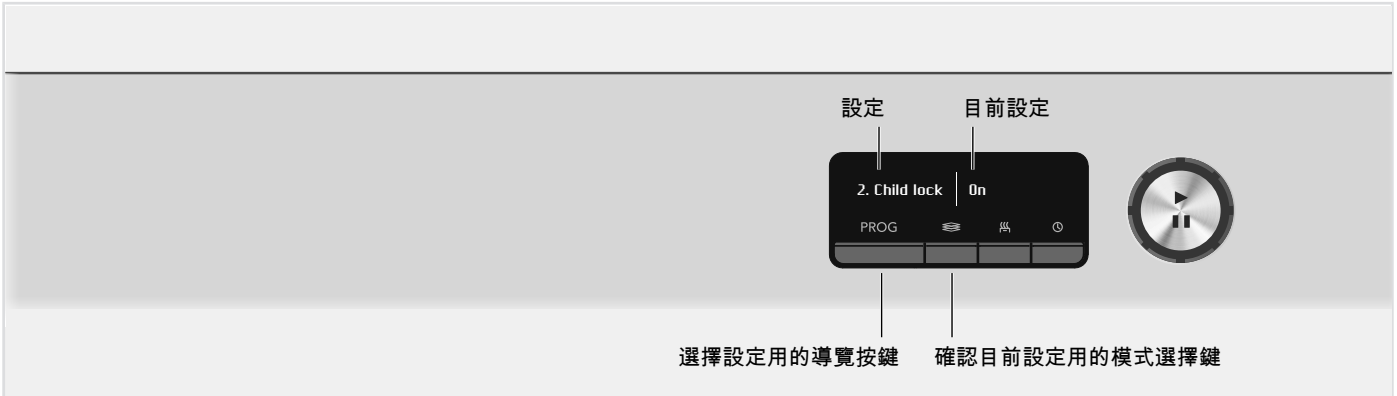 設定
目前設定
2. Child lock On
PROG
選擇設定用的導覽按鍵
確認目前設定用的模式選擇鍵